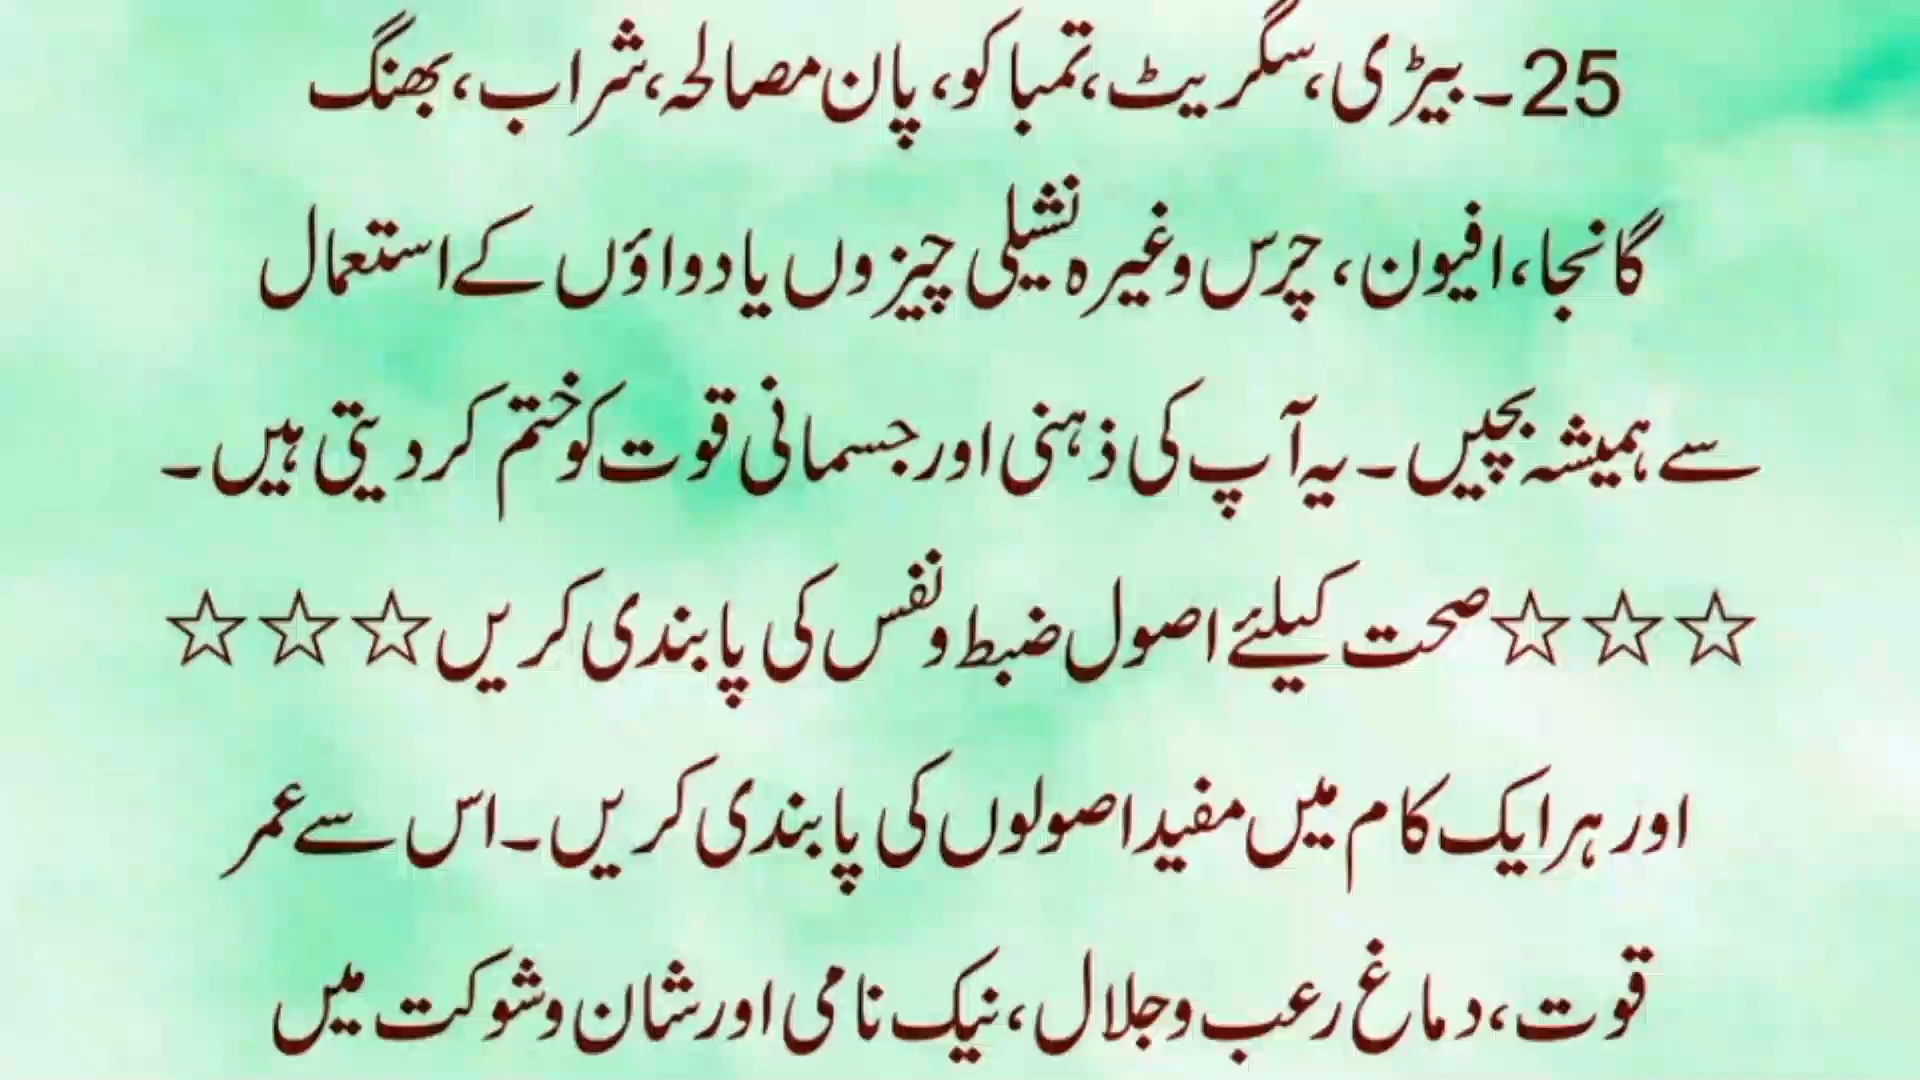 25۔ بیڑی، سگریٹ، تمباکو، پان مصالحہ، شراب، بھنگ
گانجا، افیون، چرس وغیرہ نشیلی چیزوں یا دواؤں کے استعمال
سے ہمیشہ بچیں۔ یہ آپ کی ذہنی اور جسمانی قوت کو ختم کر دیتی ہیں۔
☆☆☆صحت کیلئے اصول ضبط و نفس کی پابندی کریں☆☆☆
اور ہر ایک کام میں مفید اصولوں کی پابندی کریں۔ اس سے عمر
قوت، دماغ رعب و جلال، نیک نامی اور شان و شوکت میں